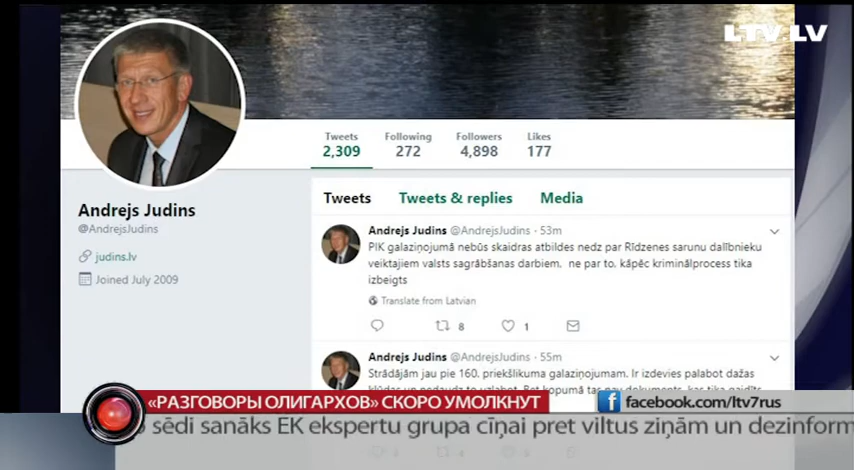 LTV.LV
Tweets Following Followers Likes
2,309 272 4,898 177
Andrejs Judins
@AndrejsJudins
judins.lv
Joined July 2009
Tweets Tweets & replies Media
Andrejs Judins @AndrejsJudins · 53m
PIK galaziņojumā nebūs skaidras atbildes nedz par Rīdzenes sarunu dalībnieku
veiktajiem valsts sagrābšanas darbiem, ne par to, kāpēc kriminālprocess tika
izbeigts
Translate from Latvian
8 1
Andrejs Judins @AndrejsJudins · 55m
Strādājām jau pie 160. priekšlikuma galaziņojumam. Ir izdevies palabot dažas
kļūdas un nedaudz to uzlabot. Bet kopumā tas nav dokuments, kas tika gaidīts
«РАЗГОВОРЫ ОЛИГАРХОВ» СКОРО УМОЛКНУТ
facebook.com/ltv7rus
sēdi sanāks EK ekspertu grupa cīņai pret viltus ziņām un dezinform